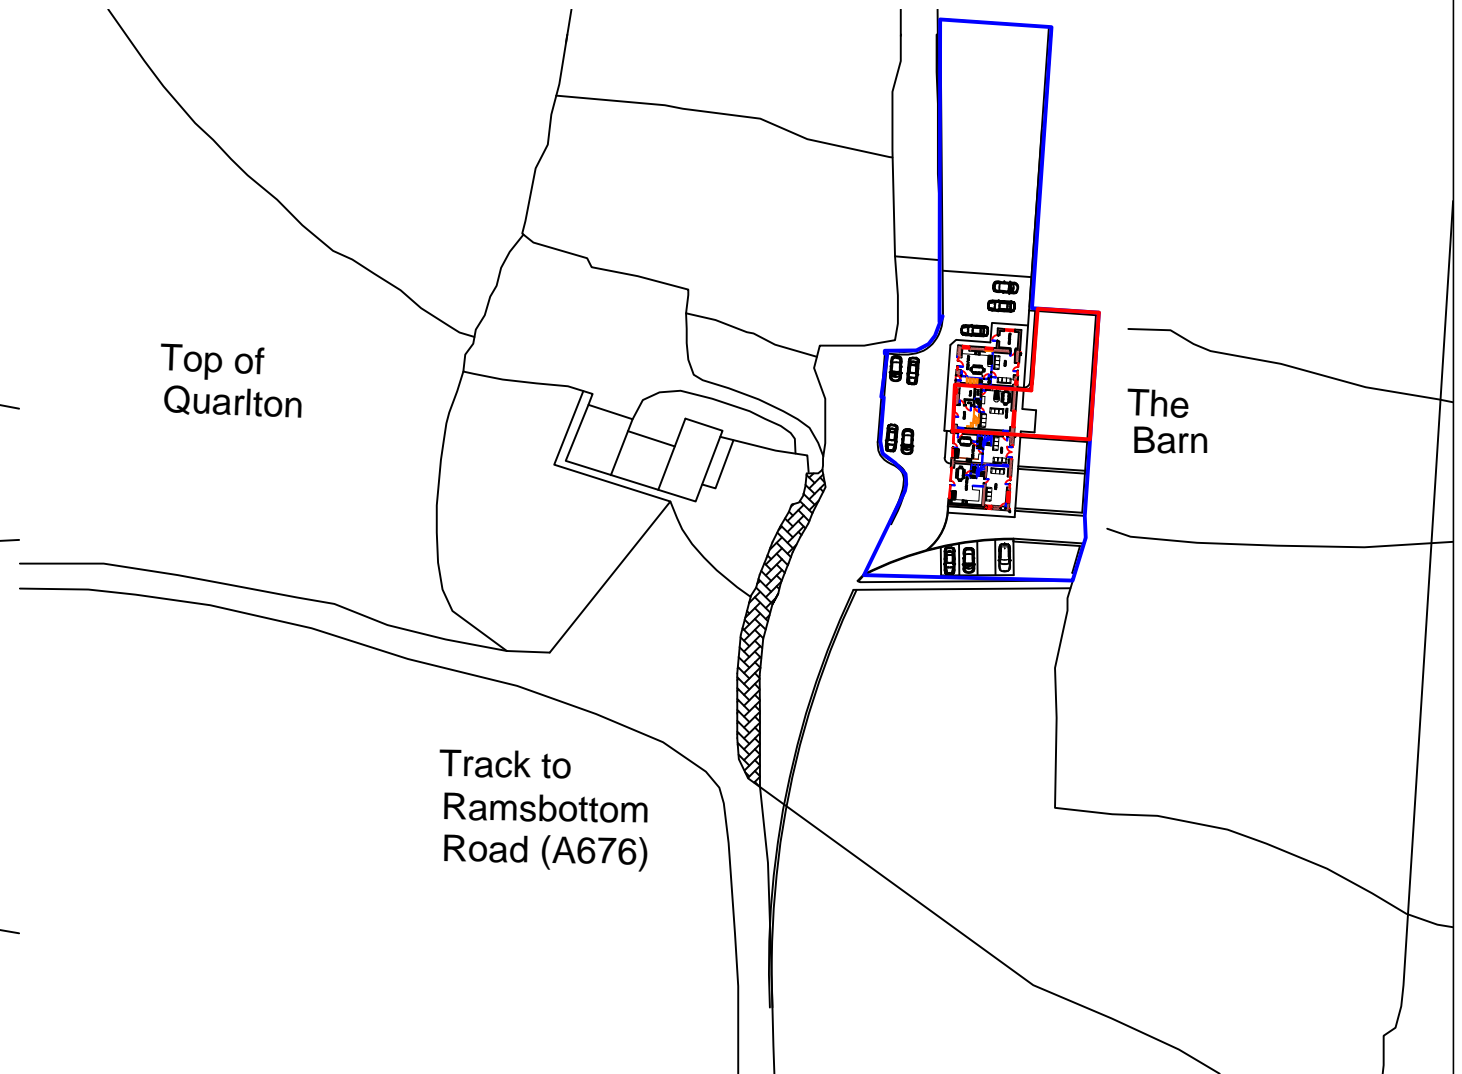 Top of
Quarlton
The
Barn
Track to
Ramsbottom
Road (A676)